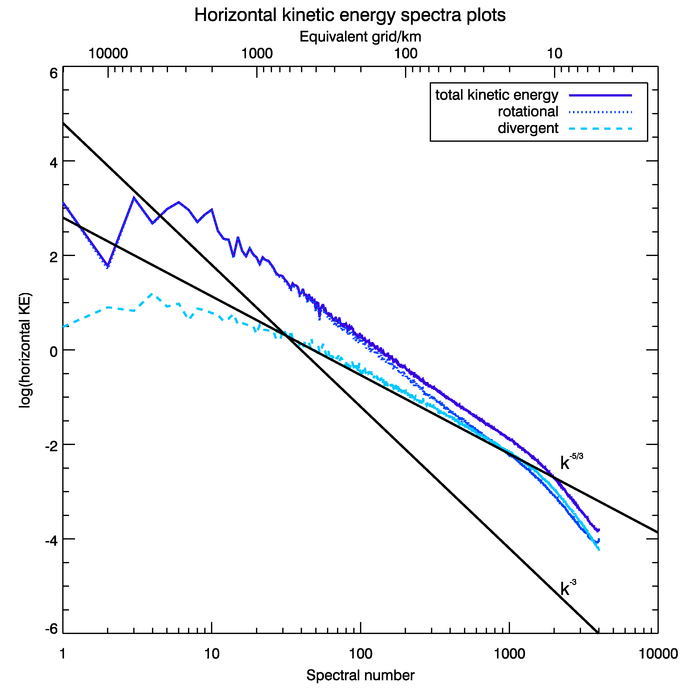 Horizontal kinetic energy spectra plots
Equivalent grid/km
10000 1000 100 10
total kinetic energy
rotational
divergent
6
4
2
0
-2
-4
-6
log(horizontal KE)
k-5/3
k-3
1 10 100 1000 10000
Spectral number